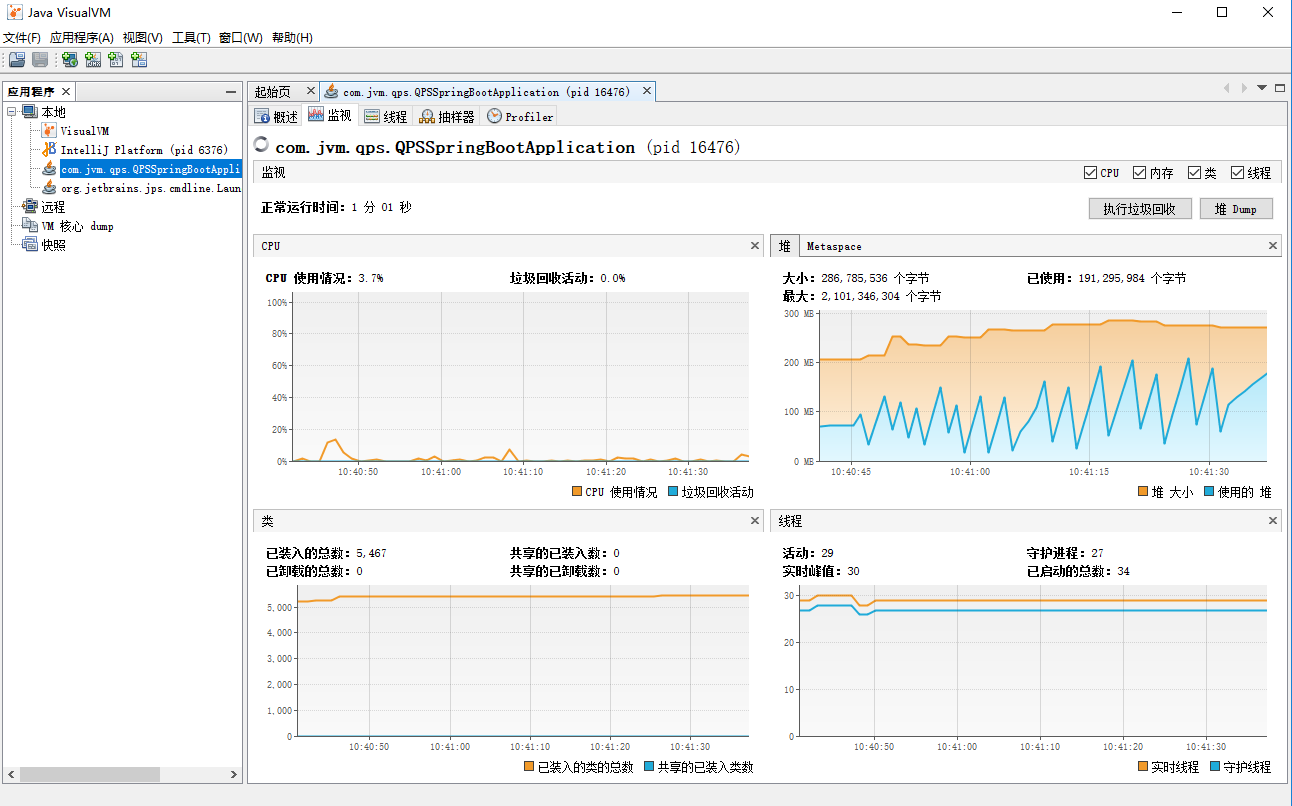 Java VisualVM
文件(F) 应用程序(A) 视图(V) 工具(T) 窗口(W) 帮助(H)
应用程序
本地
VisualVM
IntelliJ Platform (pid 6376)
com.jvm.qps.QPSSpringBootAppli
org.jetbrains.jps.cmdline.Laun
远程
VM 核心 dump
快照
起始页 com.jvm.qps.QPSSpringBootApplication (pid 16476)
概述 监视 线程 抽样器 Profiler
com.jvm.qps.QPSSpringBootApplication (pid 16476)
监视 CPU 内存 类 线程
正常运行时间: 1 分 01 秒 执行垃圾回收 堆 Dump
CPU
CPU 使用情况: 3.7% 垃圾回收活动: 0.0%
100%
80%
60%
40%
20%
0%
10:40:50 10:41:00 10:41:10 10:41:20 10:41:30
CPU 使用情况 垃圾回收活动
堆 Metaspace
大小: 286,785,536 个字节 已使用: 191,295,984 个字节
最大: 2,101,346,304 个字节
300 MB
200 MB
100 MB
0 MB
10:40:45 10:41:00 10:41:15 10:41:30
堆 大小 使用的 堆
类
已装入的总数: 5,467 共享的已装入数: 0
已卸载的总数: 0 共享的已卸载数: 0
5,000
4,000
3,000
2,000
1,000
0
10:40:50 10:41:00 10:41:10 10:41:20 10:41:30
已装入的类的总数 共享的已装入类数
线程
活动: 29 守护进程: 27
实时峰值: 30 已启动的总数: 34
30
20
10
0
10:40:50 10:41:00 10:41:10 10:41:20 10:41:30
实时线程 守护线程